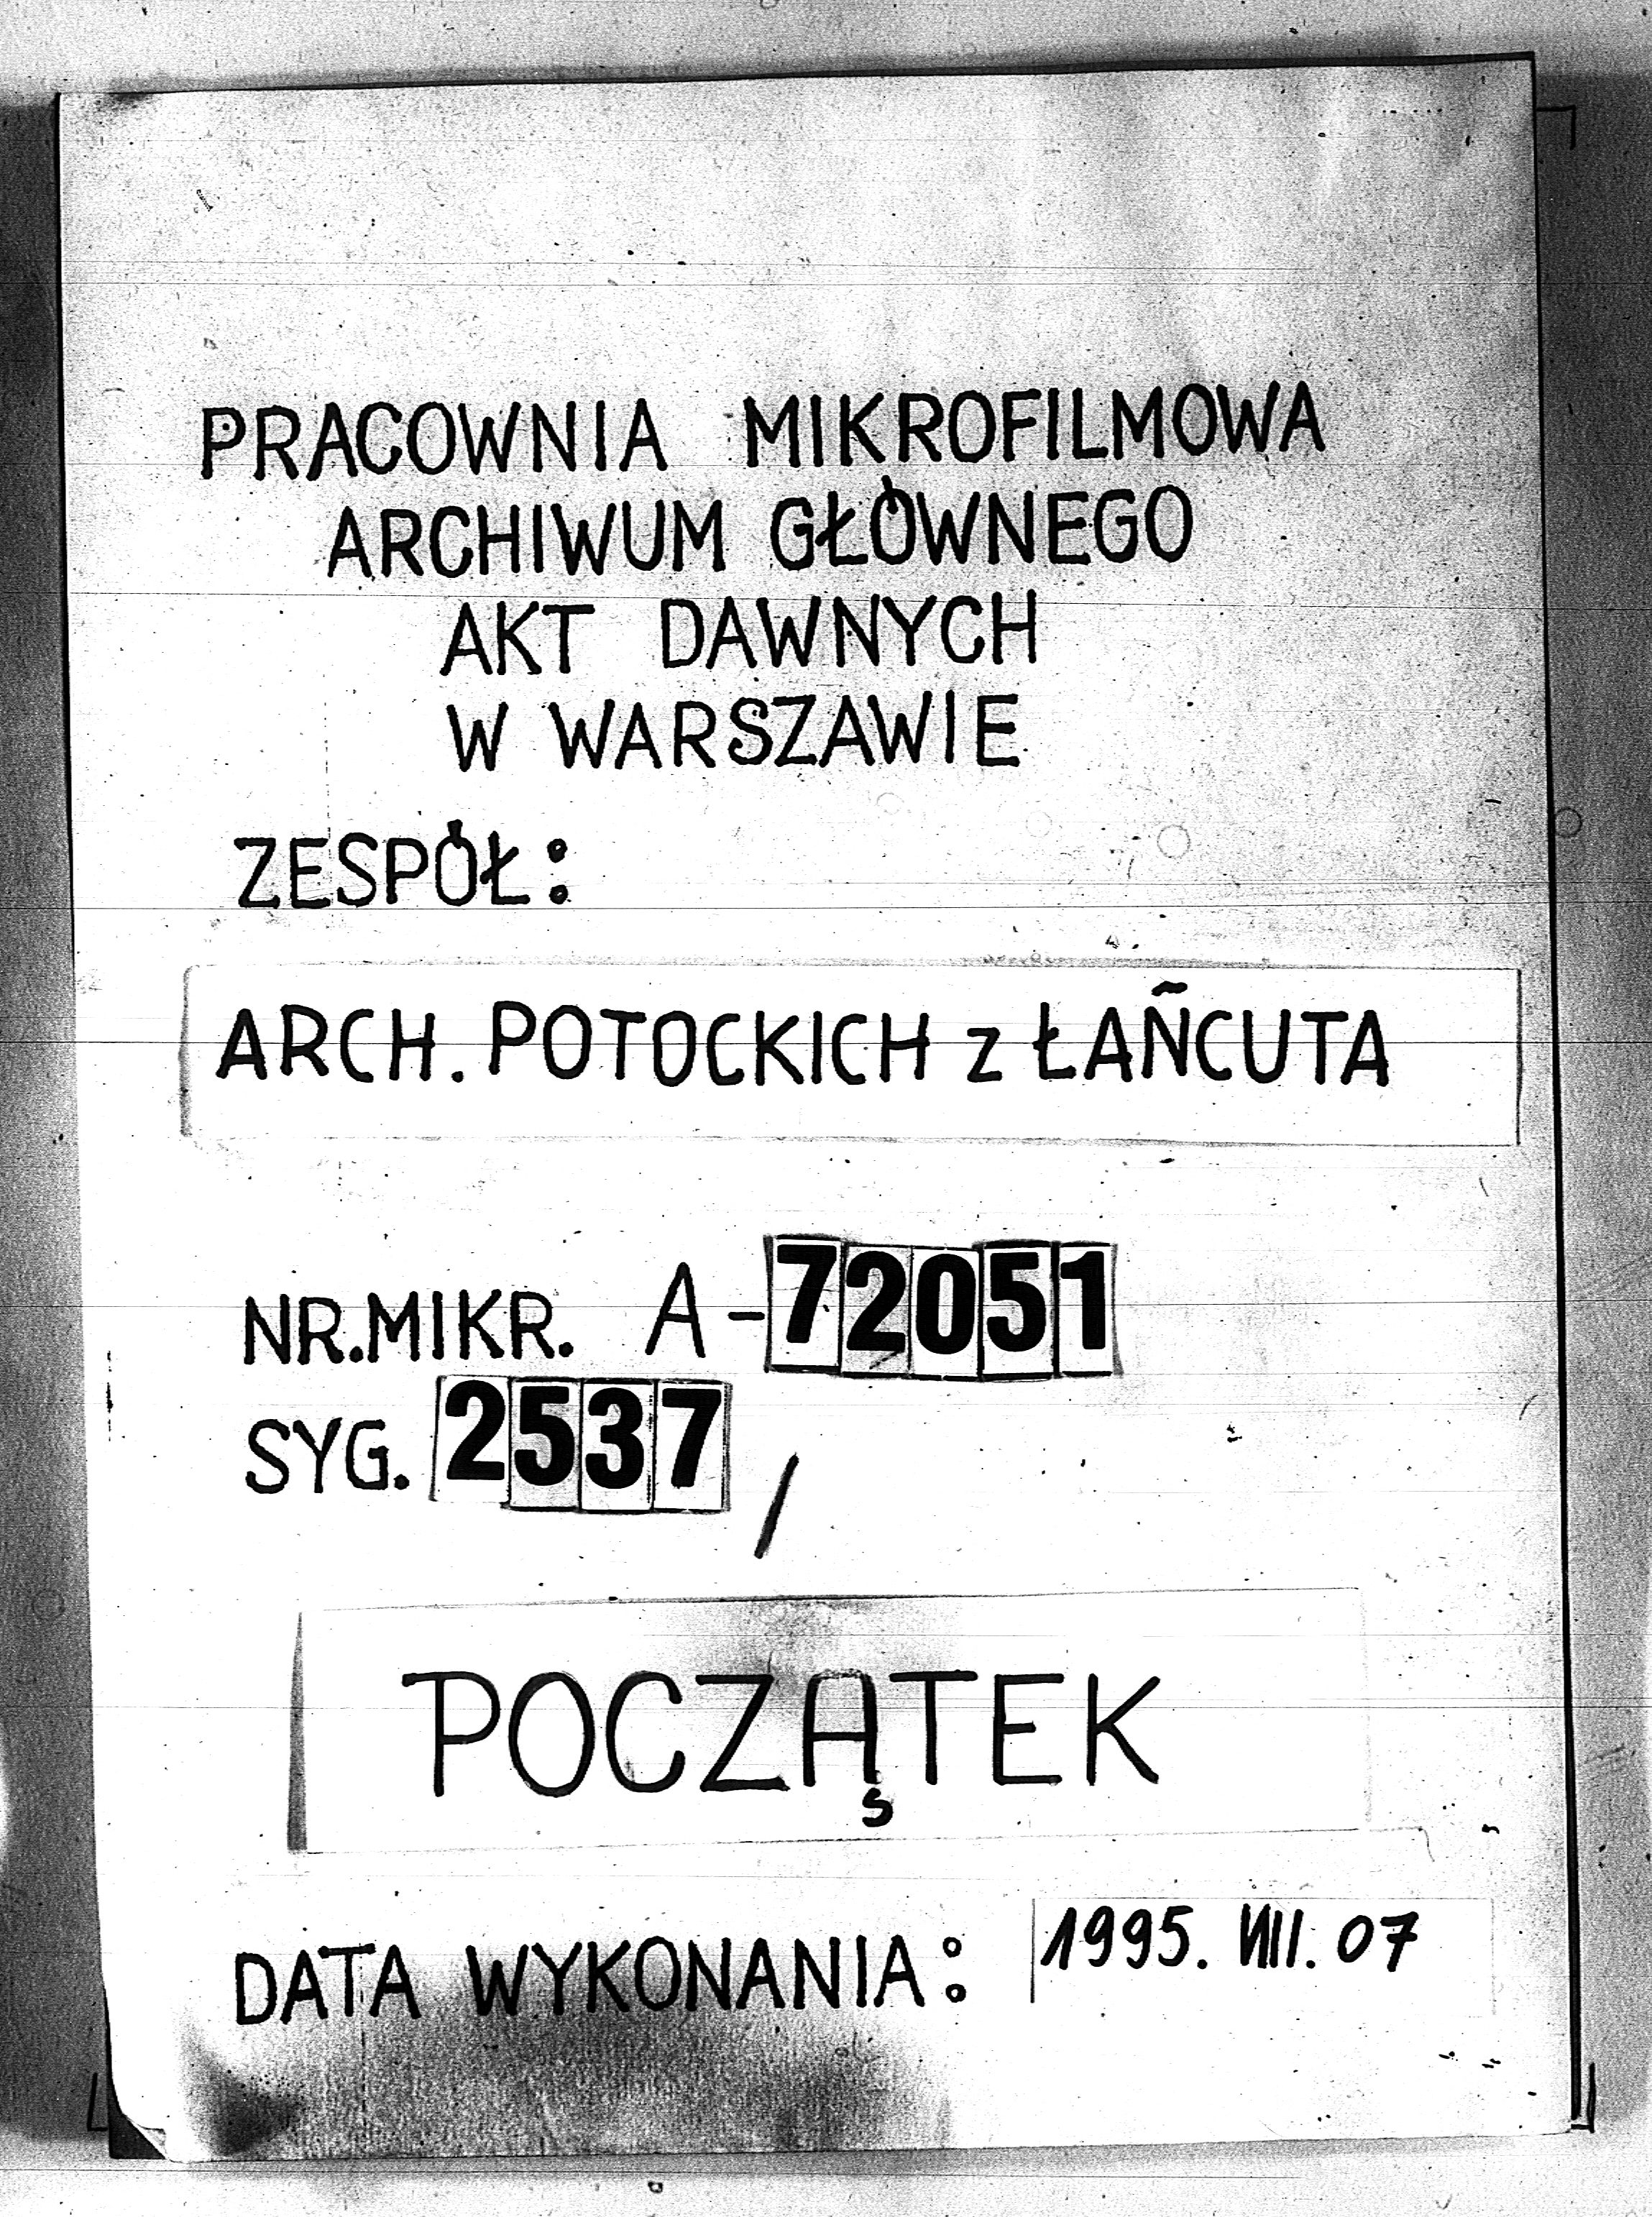 PRACOWNIA MIKROFILMOWA
ARCHIWUM GŁÓWNEGO
AKT DAWNYCH
W WARSZAWIE
ZESPÓŁ:
ARCH. POTOCKICH z ŁAŃCUTA
NR. MIKR. A-72051
SYG. 2537/
POCZĄTEK
DATA WYKONANIA: 1995. VIII. 07